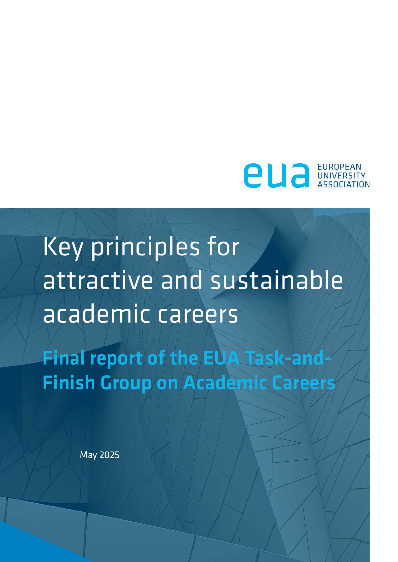 eua EUROPEAN
UNIVERSITY
ASSOCIATION
Key principles for
attractive and sustainable
academic careers
Final report of the EUA Task-and-
Finish Group on Academic Careers
May 2025